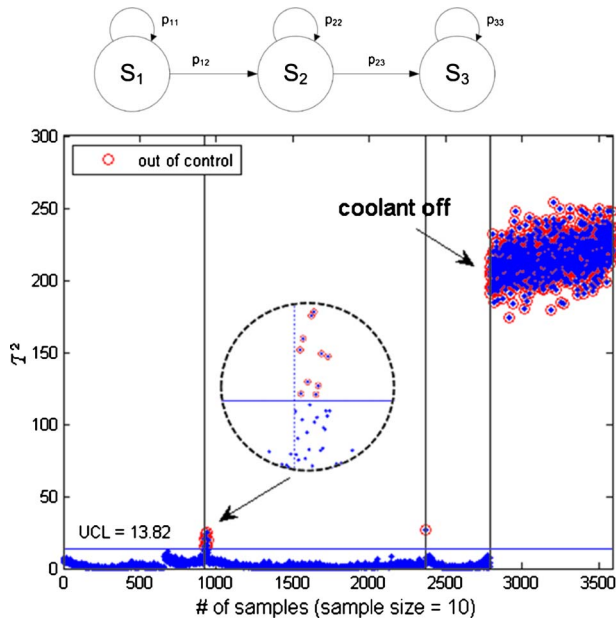 p11
p22
p33
S1
p12
S2
p23
S3
300
out of control
250
coolant off
200
T²
150
100
50
UCL = 13.82
0
0 500 1000 1500 2000 2500 3000 3500
# of samples (sample size = 10)